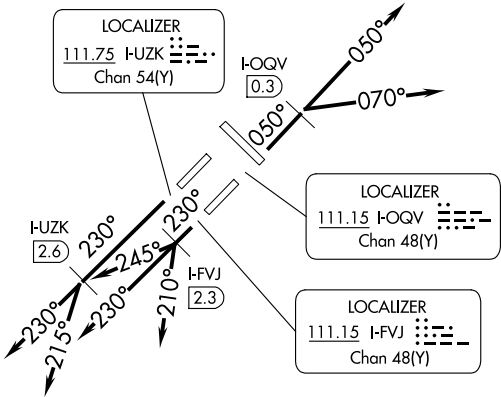 LOCALIZER
111.75 I-UZK
Chan 54(Y)
I-OQV
0.3
050°
070°
050°
LOCALIZER
111.15 I-OQV
Chan 48(Y)
I-UZK
2.6
230°
230°
245°
I-FVJ
2.3
230°
215°
230°
210°
LOCALIZER
111.15 I-FVJ
Chan 48(Y)